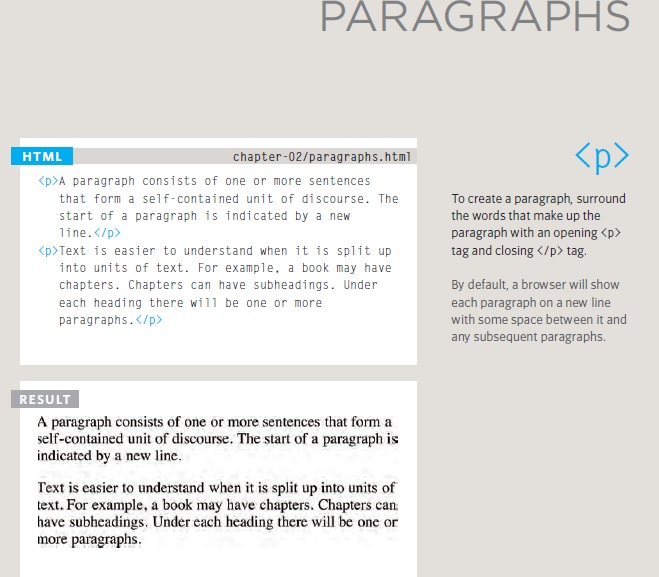 PARAGRAPHS
HTML
chapter-02/paragraphs.html
<p>A paragraph consists of one or more sentences
that form a self-contained unit of discourse. The
start of a paragraph is indicated by a new
line.</p>
<p>Text is easier to understand when it is split up
into units of text. For example, a book may have
chapters. Chapters can have subheadings. Under
each heading there will be one or more
paragraphs.</p>
RESULT
A paragraph consists of one or more sentences that form a
self-contained unit of discourse. The start of a paragraph is
indicated by a new line.
Text is easier to understand when it is split up into units of
text. For example, a book may have chapters. Chapters can
have subheadings. Under each heading there will be one or
more paragraphs.
<p>
To create a paragraph, surround
the words that make up the
paragraph with an opening <p>
tag and closing </p> tag.
By default, a browser will show
each paragraph on a new line
with some space between it and
any subsequent paragraphs.